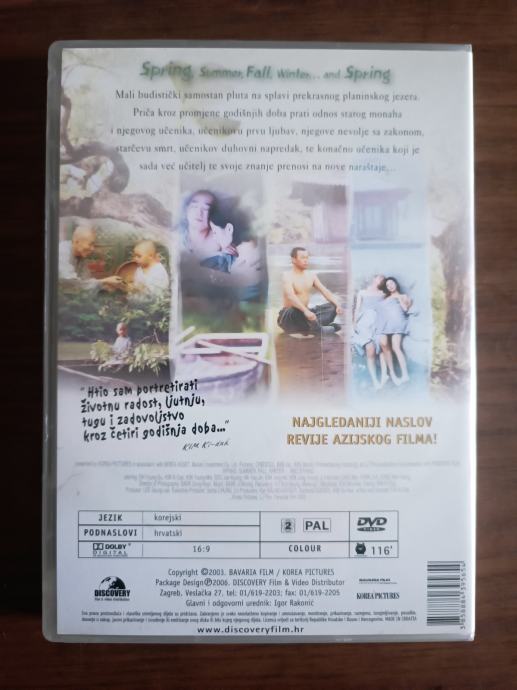 Spring, Summer, Fall, Winter... and Spring
Mali budistički samostan pluta na splavi prekrasnog planinskog jezera.
Priča kroz promjene godišnjih doba prati odnos starog monaha
i njegovog učenika, učenikovu prvu ljubav, njegove nevolje sa zakonom,
starčevu smrt, učenikov duhovni napredak, te konačno učenika koji je
sada već učitelj te svoje znanje prenosi na nove naraštaje,..
"Htio sam portretirati
životnu radost, ljutnju,
tugu i zadovoljstvo
kroz četiri godišnja doba..."
KIM KI-duk
NAJGLEDANIJI NASLOV
REVIJE AZIJSKOG FILMA!
JEZIK korejski
PODNASLOVI hrvatski
DOLBY DIGITAL 16:9
2 PAL DVD VIDEO
COLOUR 116'
Copyright ©2003. BAVARIA FILM / KOREA PICTURES
Package Design ℗2006. DISCOVERY Film & Video Distributor
Zagreb, Veslačka 27, tel. 01/619-2203; fax: 01/619-2205
Glavni i odgovorni urednik: Igor Rakonić
www.discoveryfilm.hr
DISCOVERY
BAVARIA FILM
KOREA PICTURES